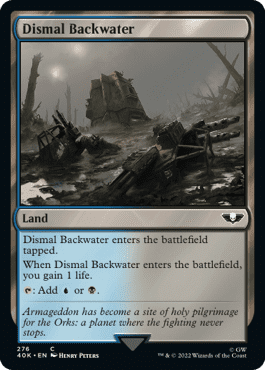 Dismal Backwater
Land
Dismal Backwater enters the battlefield
tapped.
When Dismal Backwater enters the battlefield,
you gain 1 life.
: Add or .
Armageddon has become a site of holy pilgrimage
for the Orks: a planet where the fighting never
stops.
276 C
40K • EN HENRY PETERS
© GW
™ & © 2022 Wizards of the Coast